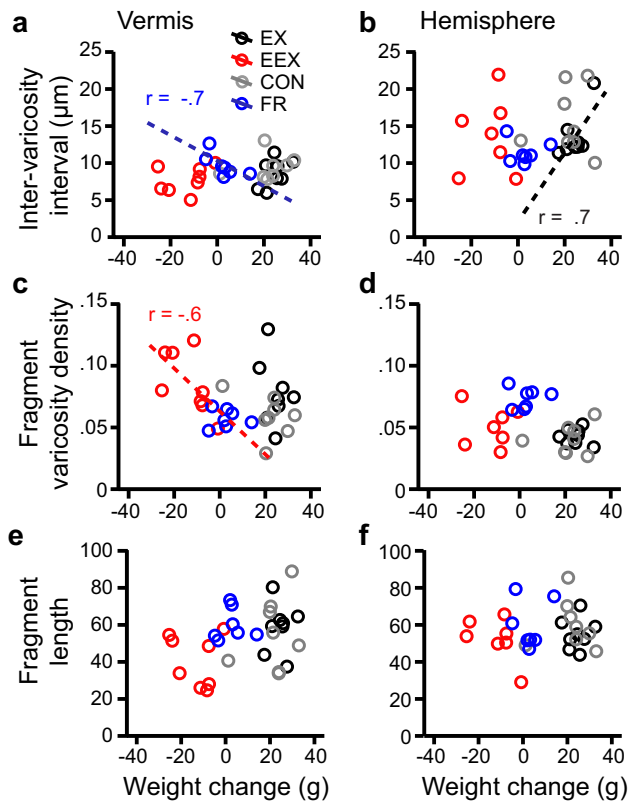 a Vermis
b Hemisphere
EX
EEX
CON
FR
Inter-varicosity
interval (µm)
25
20
15
10
5
0
r = -.7
-40 -20 0 20 40
25
20
15
10
5
0
r = .7
-40 -20 0 20 40
c
d
Fragment
varicosity density
.15
.10
.05
0
r = -.6
-40 -20 0 20 40
.15
.10
.05
0
-40 -20 0 20 40
e
f
Fragment
length
100
80
60
40
20
0
-40 -20 0 20 40
Weight change (g)
100
80
60
40
20
0
-40 -20 0 20 40
Weight change (g)